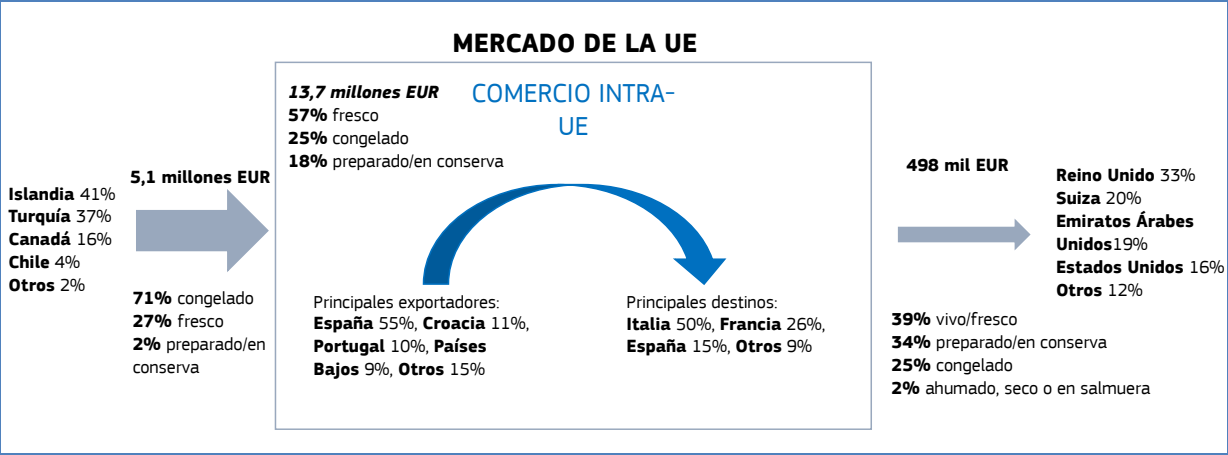 MERCADO DE LA UE
13,7 millones EUR
57% fresco
25% congelado
18% preparado/en conserva
COMERCIO INTRA-
UE
5,1 millones EUR
Islandia 41%
Turquía 37%
Canadá 16%
Chile 4%
Otros 2%
71% congelado
27% fresco
2% preparado/en
conserva
Principales exportadores:
España 55%, Croacia 11%,
Portugal 10%, Países
Bajos 9%, Otros 15%
Principales destinos:
Italia 50%, Francia 26%,
España 15%, Otros 9%
498 mil EUR
Reino Unido 33%
Suiza 20%
Emiratos Árabes
Unidos19%
Estados Unidos 16%
Otros 12%
39% vivo/fresco
34% preparado/en conserva
25% congelado
2% ahumado, seco o en salmuera